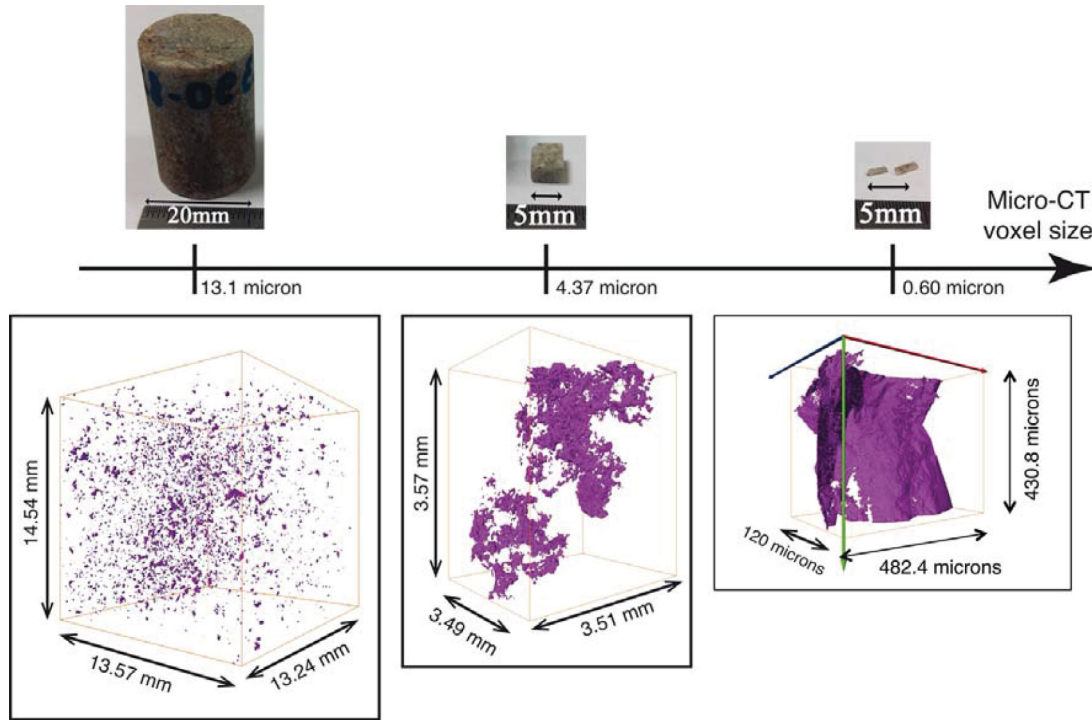 20mm
5mm
5mm
Micro-CT
voxel size
13.1 micron
4.37 micron
0.60 micron
14.54 mm
13.57 mm
13.24 mm
3.57 mm
3.49 mm
3.51 mm
430.8 microns
120 microns
482.4 microns